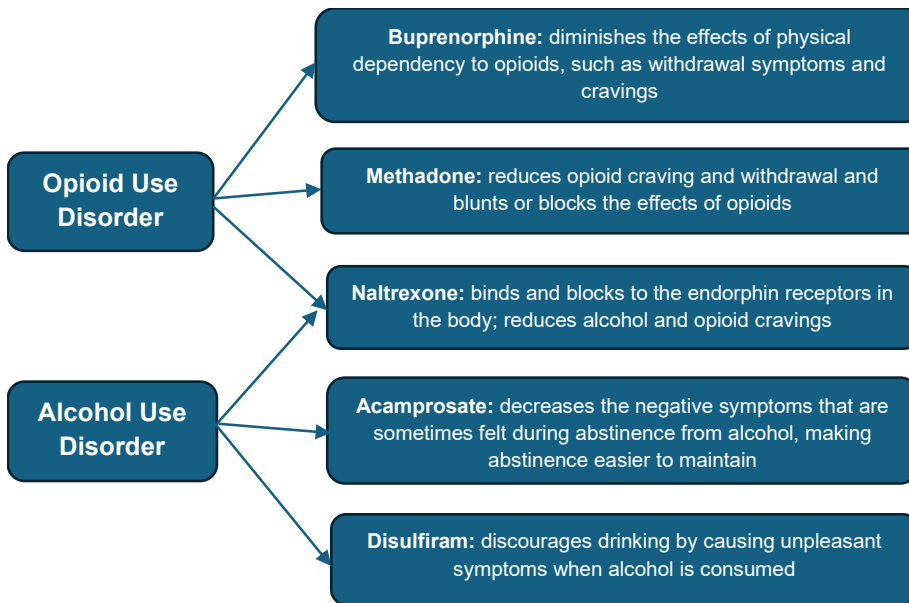 Buprenorphine: diminishes the effects of physical
dependency to opioids, such as withdrawal symptoms and
cravings
Opioid Use
Disorder
Methadone: reduces opioid craving and withdrawal and
blunts or blocks the effects of opioids
Naltrexone: binds and blocks to the endorphin receptors in
the body; reduces alcohol and opioid cravings
Alcohol Use
Disorder
Acamprosate: decreases the negative symptoms that are
sometimes felt during abstinence from alcohol, making
abstinence easier to maintain
Disulfiram: discourages drinking by causing unpleasant
symptoms when alcohol is consumed